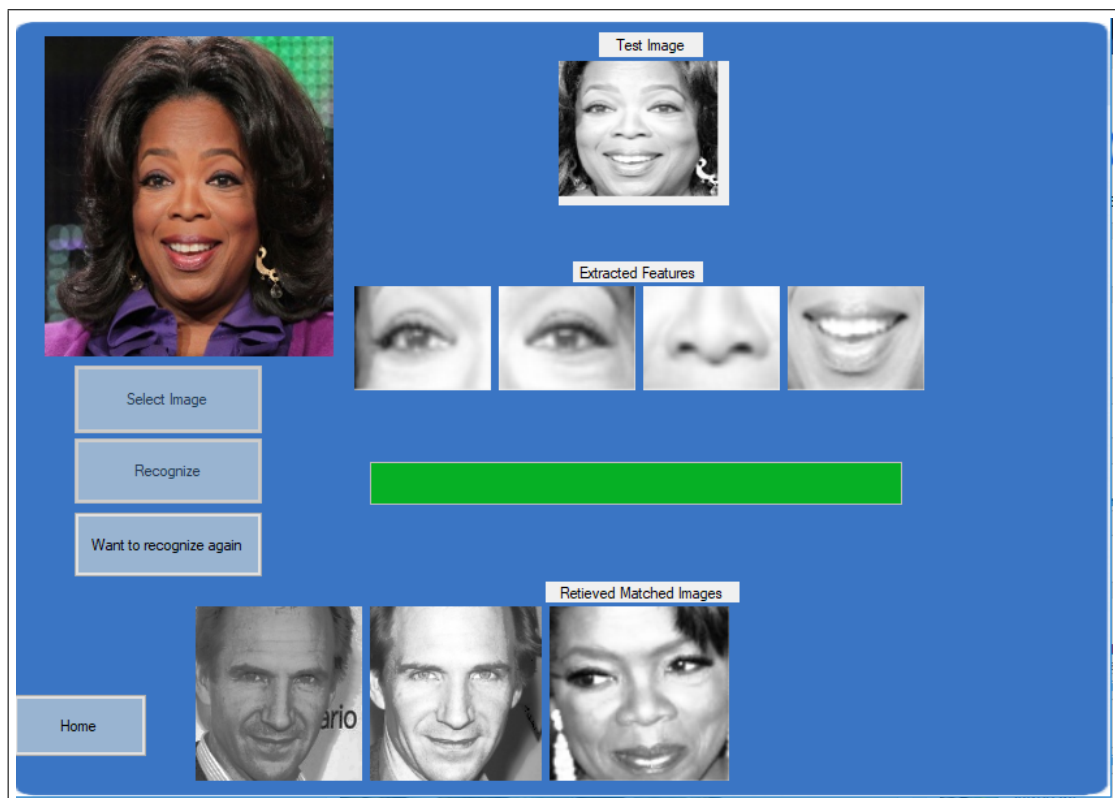 Test Image
Extracted Features
Select Image
Recognize
Want to recognize again
Retieved Matched Images
ario
Home